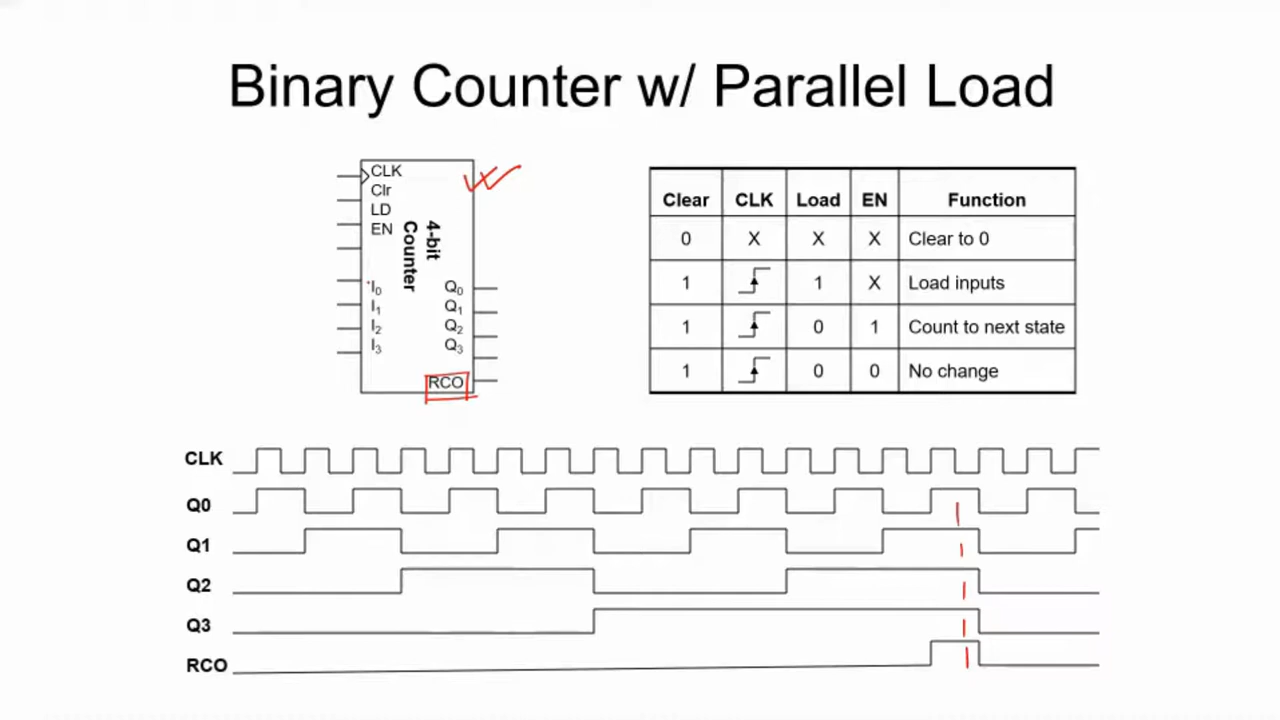 Binary Counter w/ Parallel Load
CLK
Clr
LD
EN
4-bit
Counter
I0
I1
I2
I3
Q0
Q1
Q2
Q3
RCO
Clear CLK Load EN Function
0 X X X Clear to 0
1 1 X Load inputs
1 0 1 Count to next state
1 0 0 No change
CLK
Q0
Q1
Q2
Q3
RCO